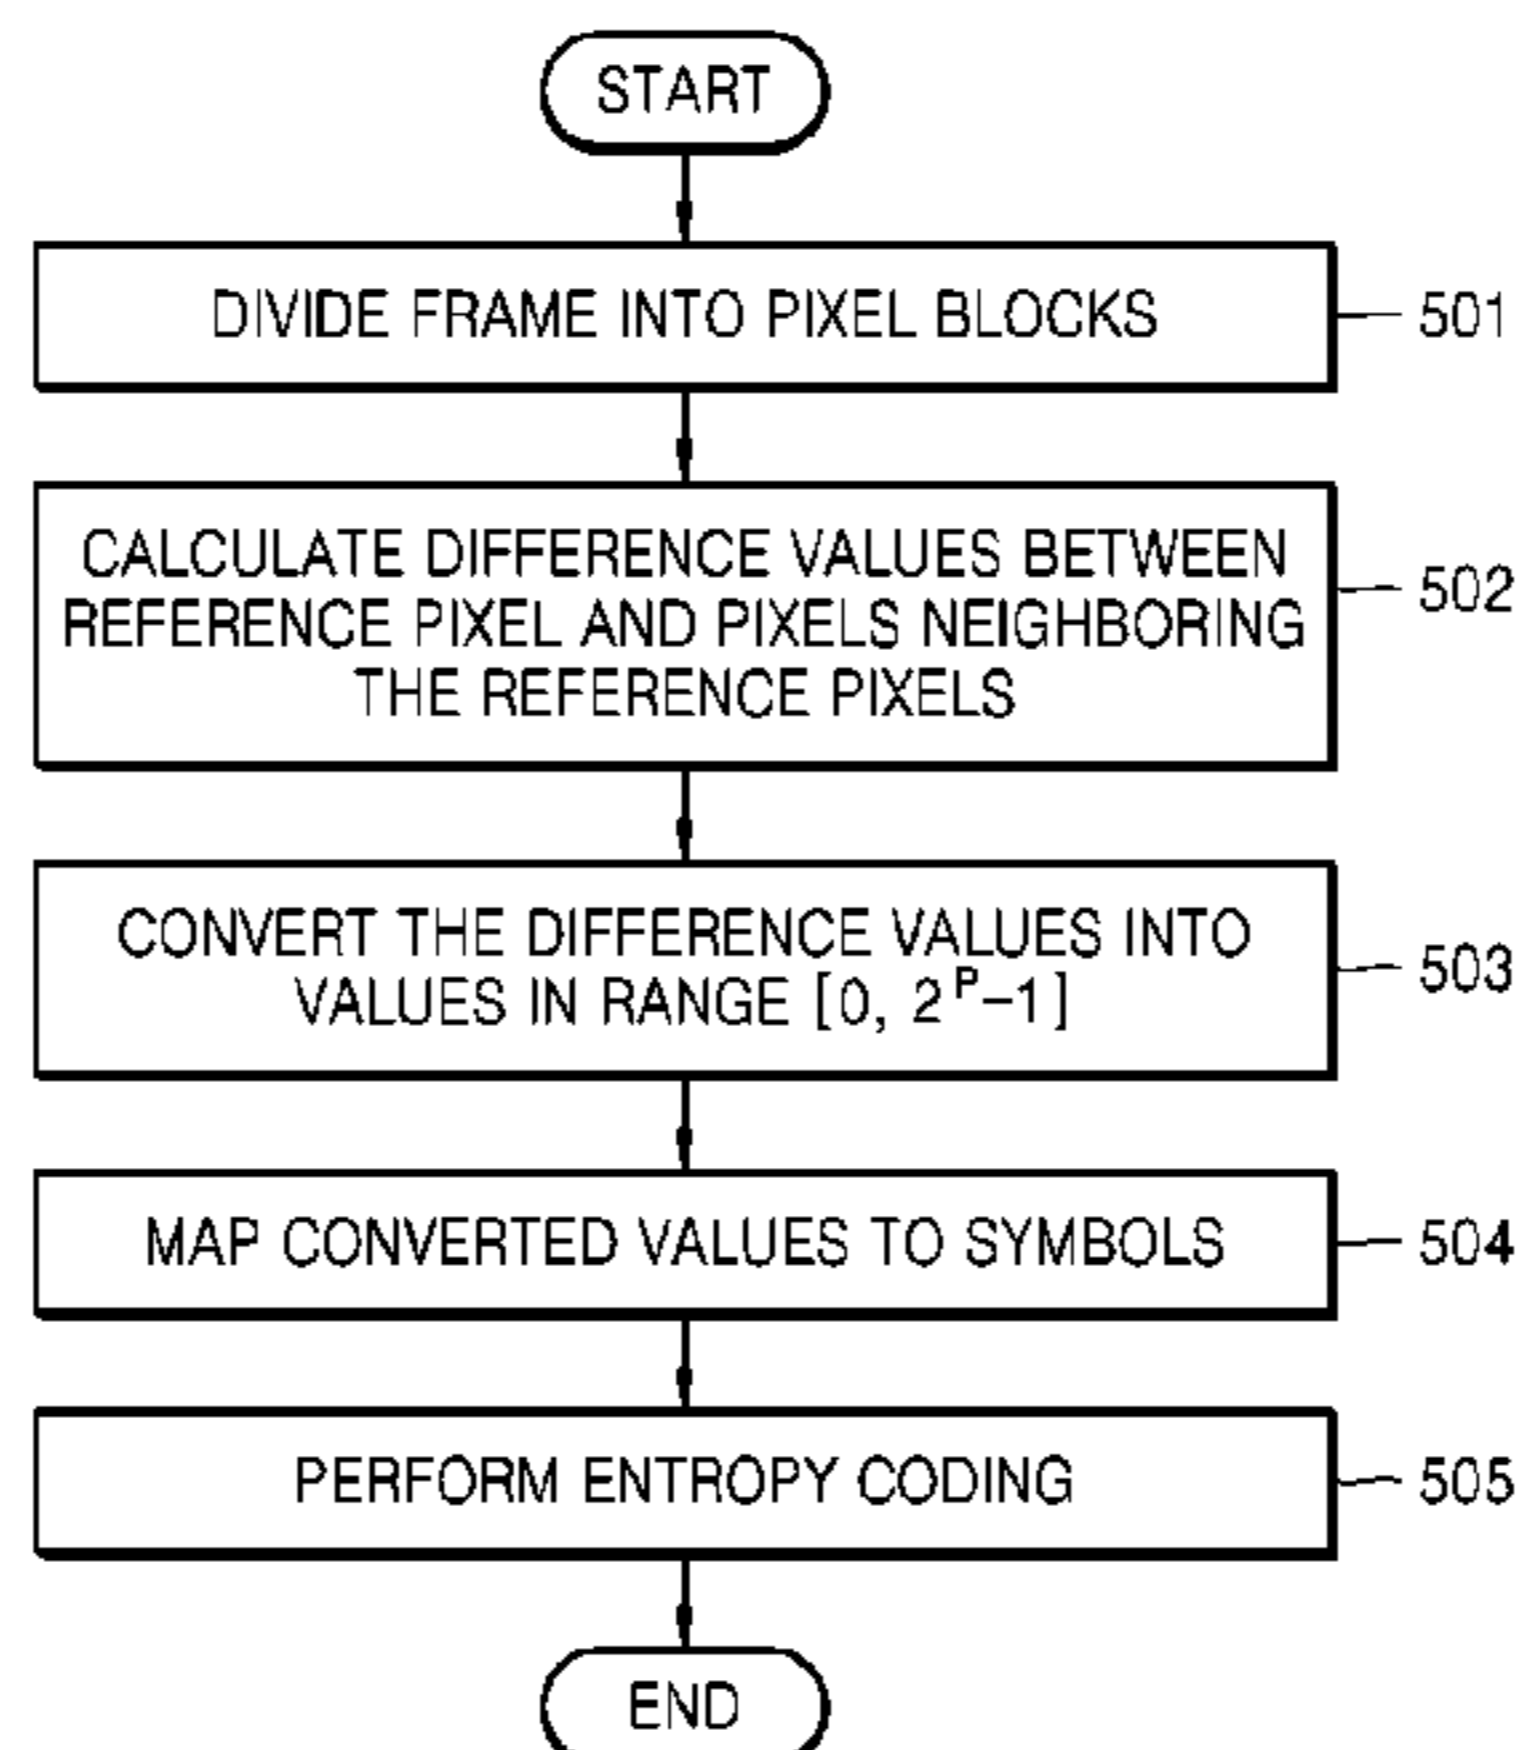 START
DIVIDE FRAME INTO PIXEL BLOCKS
501
CALCULATE DIFFERENCE VALUES BETWEEN
REFERENCE PIXEL AND PIXELS NEIGHBORING
THE REFERENCE PIXELS
502
CONVERT THE DIFFERENCE VALUES INTO
VALUES IN RANGE [0, 2^P-1]
503
MAP CONVERTED VALUES TO SYMBOLS
504
PERFORM ENTROPY CODING
505
END